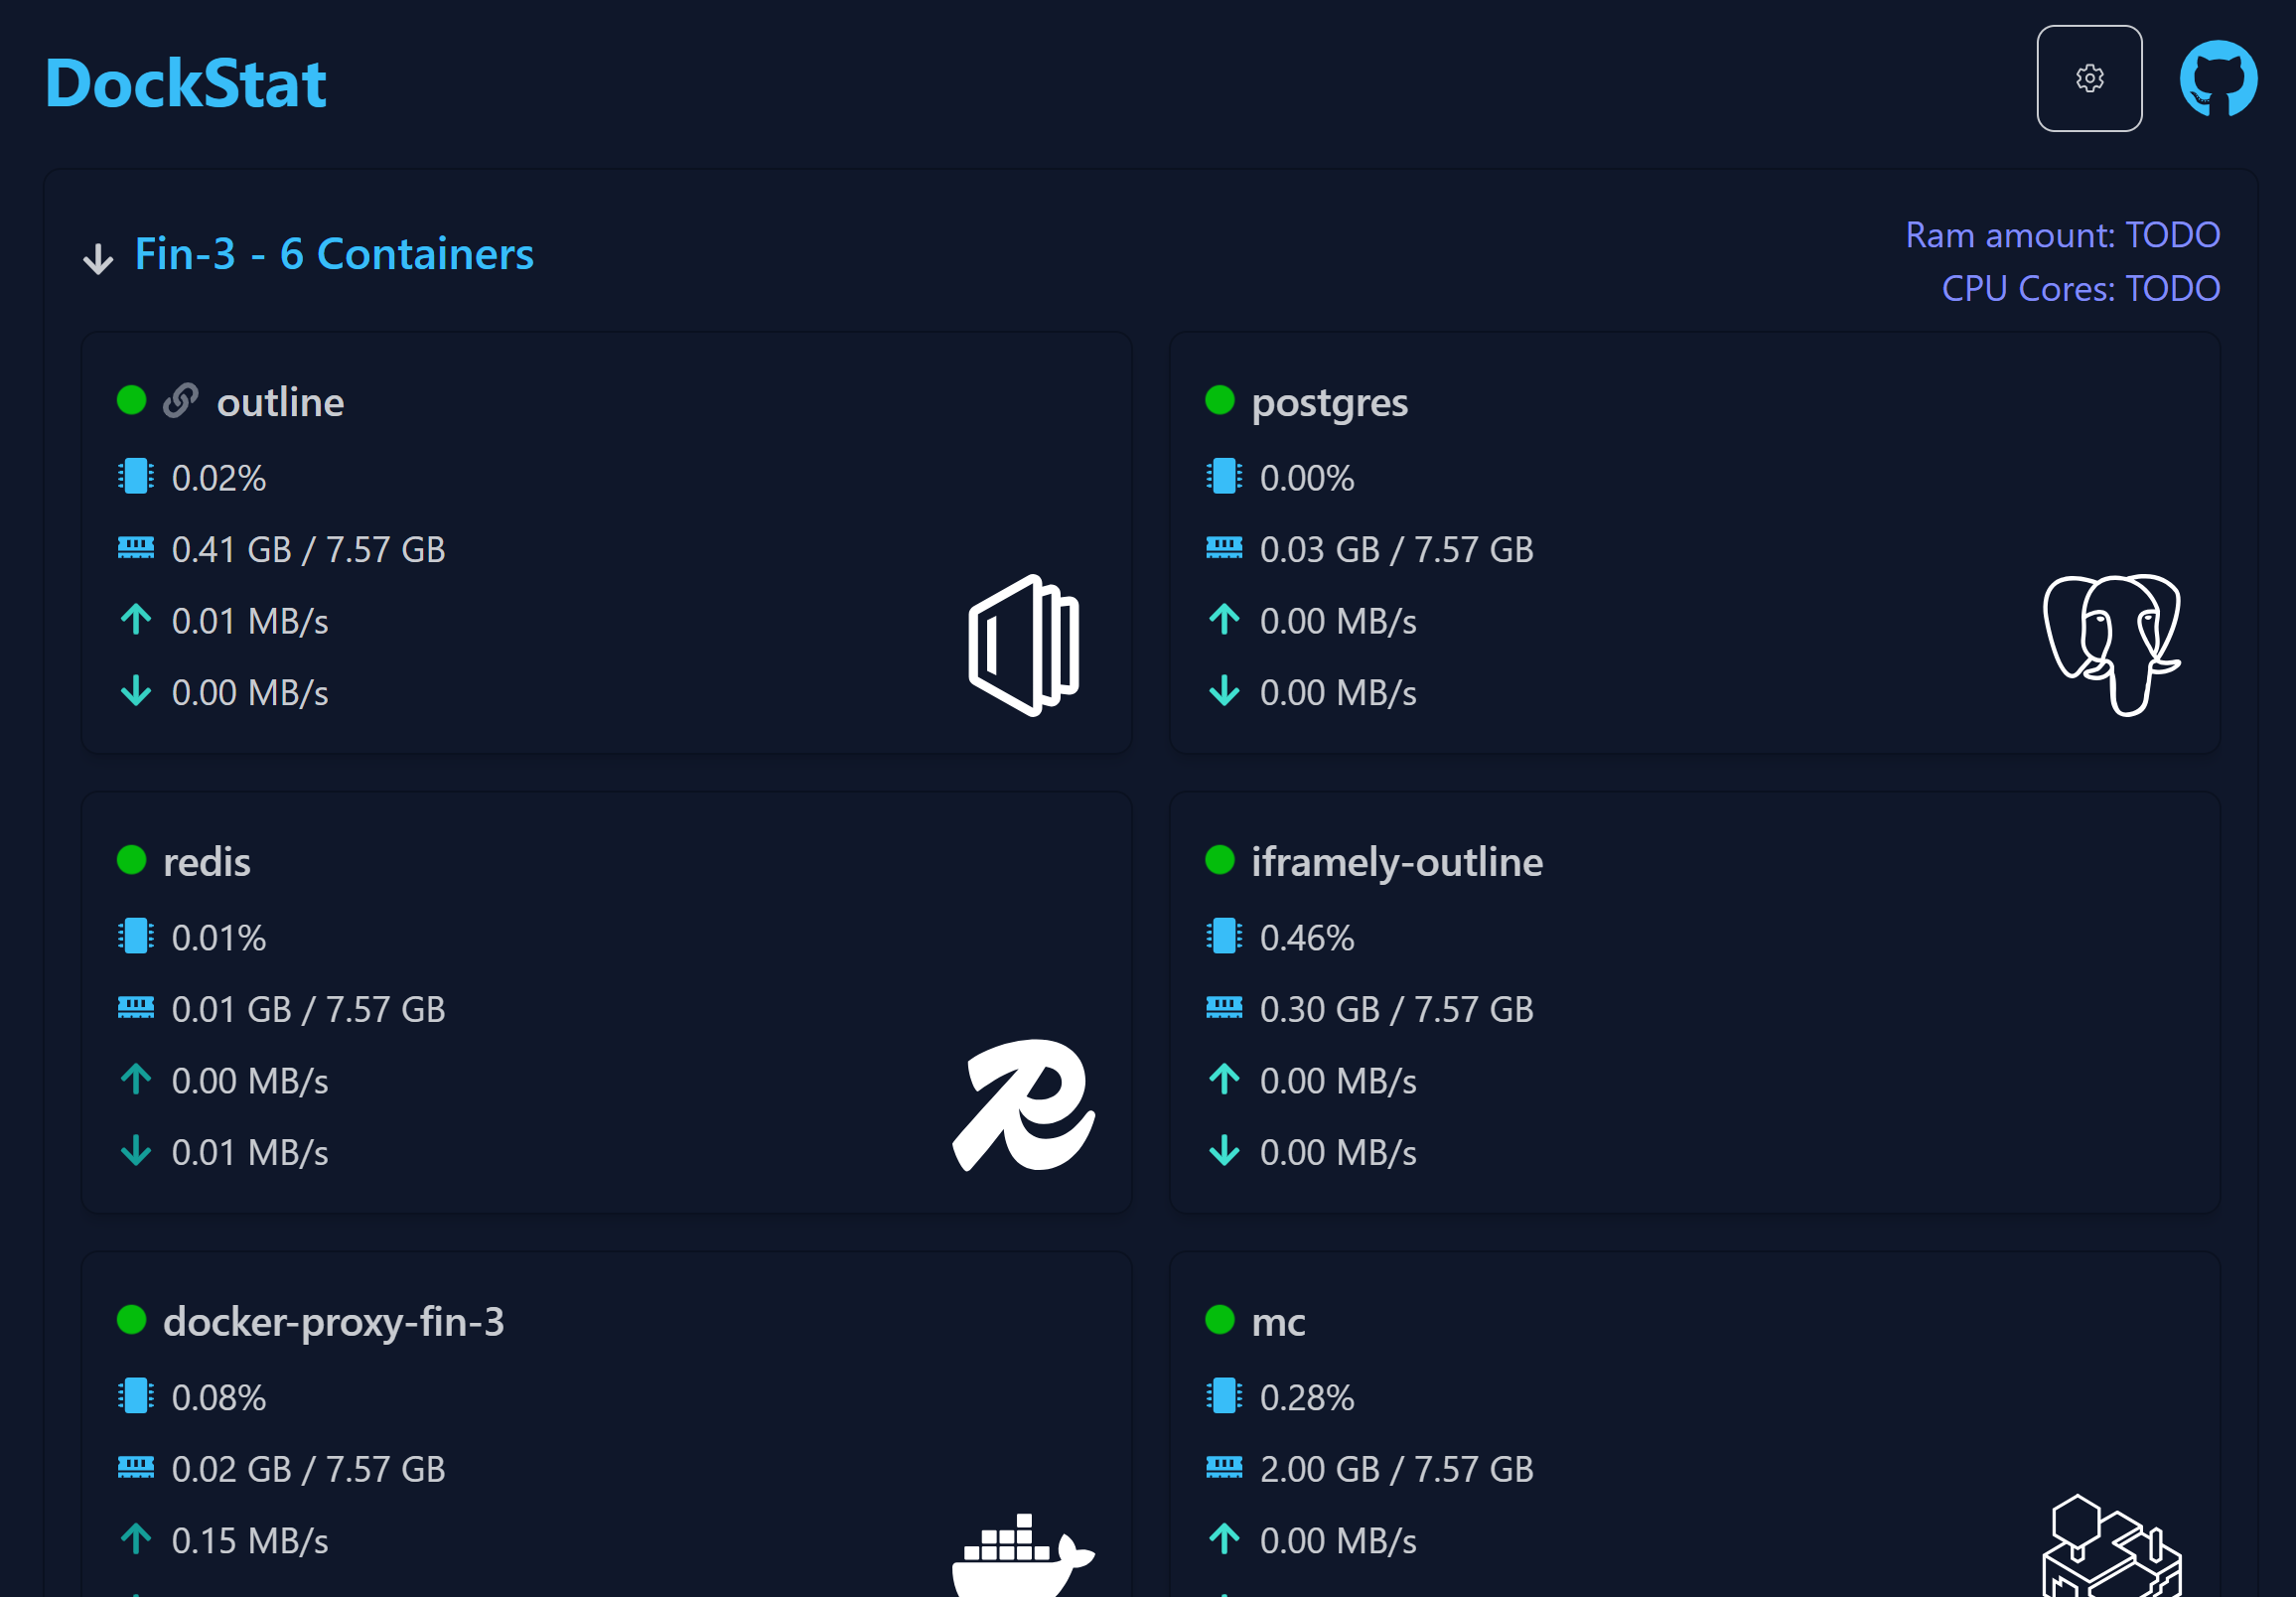 DockStat
Fin-3 - 6 Containers
Ram amount: TODO
CPU Cores: TODO
outline
0.02%
0.41 GB / 7.57 GB
0.01 MB/s
0.00 MB/s
postgres
0.00%
0.03 GB / 7.57 GB
0.00 MB/s
0.00 MB/s
redis
0.01%
0.01 GB / 7.57 GB
0.00 MB/s
0.01 MB/s
iframely-outline
0.46%
0.30 GB / 7.57 GB
0.00 MB/s
0.00 MB/s
docker-proxy-fin-3
0.08%
0.02 GB / 7.57 GB
0.15 MB/s
mc
0.28%
2.00 GB / 7.57 GB
0.00 MB/s